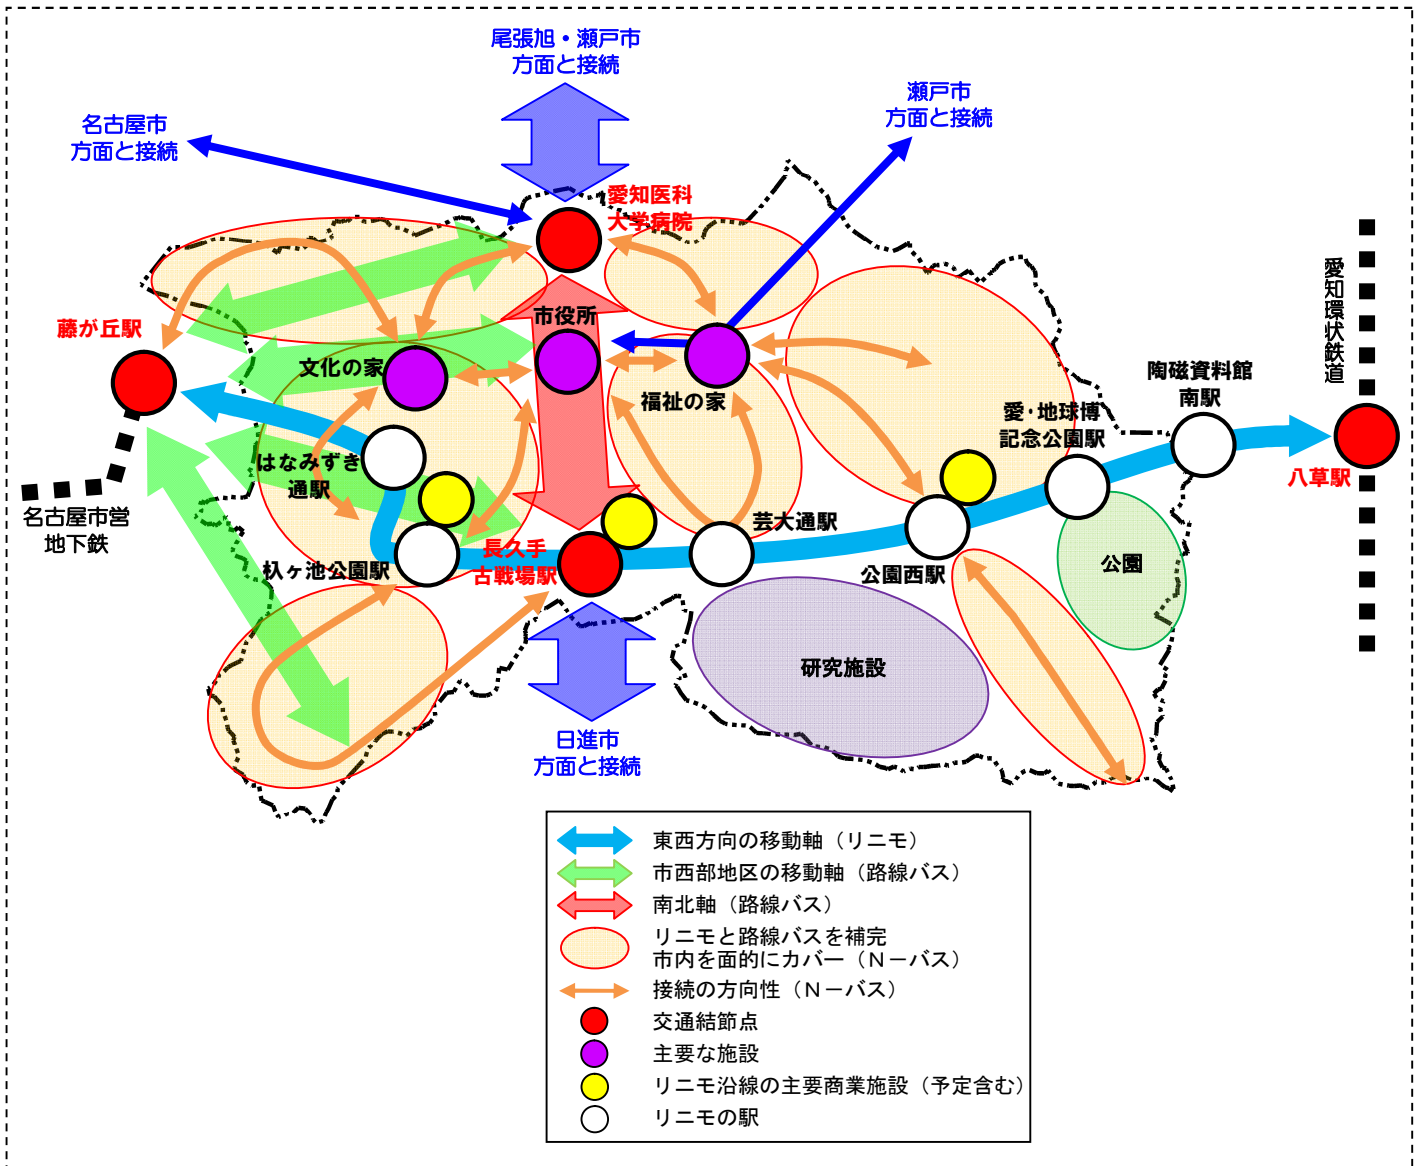 尾張旭・瀬戸市
方面と接続
瀬戸市
方面と接続
名古屋市
方面と接続
愛知医科
大学病院
愛知環状鉄道
藤が丘駅
市役所
文化の家
福祉の家
陶磁資料館
南駅
愛・地球博
記念公園駅
はなみずき
通駅
八草駅
名古屋市営
地下鉄
芸大通駅
長久手
古戦場駅
杁ヶ池公園駅
公園西駅
公園
研究施設
日進市
方面と接続
東西方向の移動軸（リニモ）
市西部地区の移動軸（路線バス）
南北軸（路線バス）
リニモと路線バスを補完
市内を面的にカバー（Ｎ－バス）
接続の方向性（Ｎ－バス）
交通結節点
主要な施設
リニモ沿線の主要商業施設（予定含む）
リニモの駅